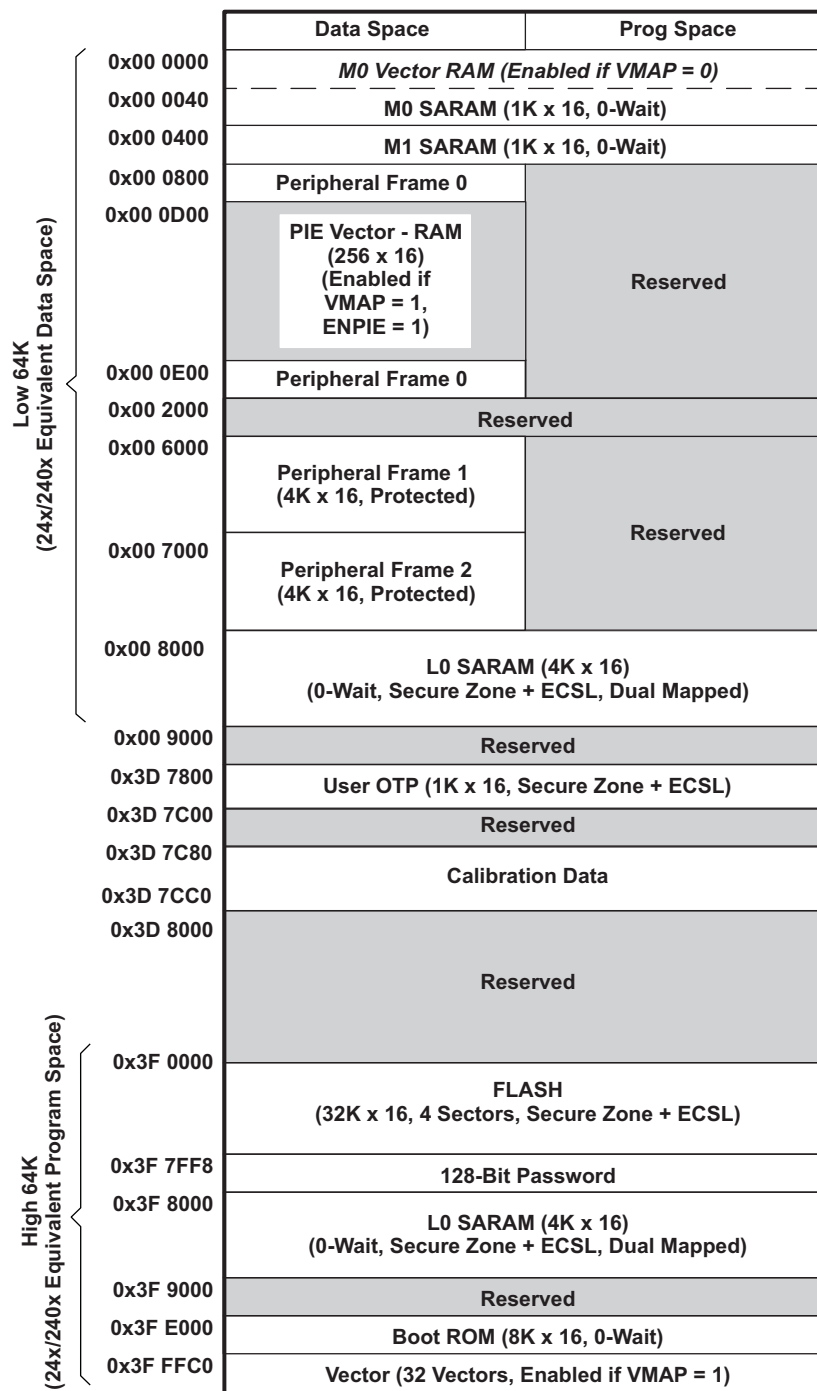 Data Space
Prog Space
Low 64K
(24x/240x Equivalent Data Space)
0x00 0000
M0 Vector RAM (Enabled if VMAP = 0)
0x00 0040
M0 SARAM (1K x 16, 0-Wait)
0x00 0400
M1 SARAM (1K x 16, 0-Wait)
0x00 0800
Peripheral Frame 0
0x00 0D00
PIE Vector - RAM
(256 x 16)
(Enabled if
VMAP = 1,
ENPIE = 1)
Reserved
0x00 0E00
Peripheral Frame 0
0x00 2000
Reserved
0x00 6000
Peripheral Frame 1
(4K x 16, Protected)
Reserved
0x00 7000
Peripheral Frame 2
(4K x 16, Protected)
0x00 8000
L0 SARAM (4K x 16)
(0-Wait, Secure Zone + ECSL, Dual Mapped)
0x00 9000
Reserved
0x3D 7800
User OTP (1K x 16, Secure Zone + ECSL)
0x3D 7C00
Reserved
0x3D 7C80
Calibration Data
0x3D 7CC0
0x3D 8000
Reserved
High 64K
(24x/240x Equivalent Program Space)
0x3F 0000
FLASH
(32K x 16, 4 Sectors, Secure Zone + ECSL)
0x3F 7FF8
128-Bit Password
0x3F 8000
L0 SARAM (4K x 16)
(0-Wait, Secure Zone + ECSL, Dual Mapped)
0x3F 9000
Reserved
0x3F E000
Boot ROM (8K x 16, 0-Wait)
0x3F FFC0
Vector (32 Vectors, Enabled if VMAP = 1)